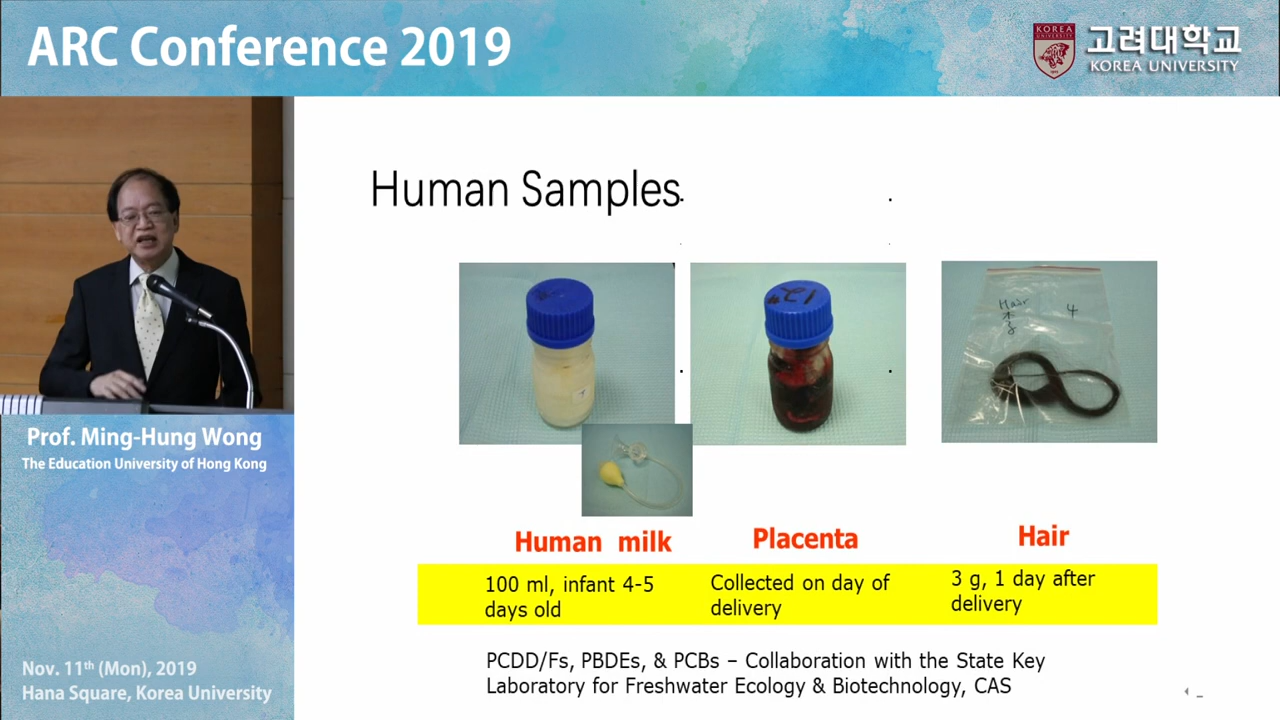 ARC Conference 2019
KOREA
고려대학교
KOREA UNIVERSITY
Human Samples
12
Hair
4
Human milk
Placenta
Hair
100 ml, infant 4-5
days old
Collected on day of
delivery
3 g, 1 day after
delivery
PCDD/Fs, PBDEs, & PCBs – Collaboration with the State Key
Laboratory for Freshwater Ecology & Biotechnology, CAS
Prof. Ming-Hung Wong
The Education University of Hong Kong
Nov. 11th (Mon), 2019
Hana Square, Korea University